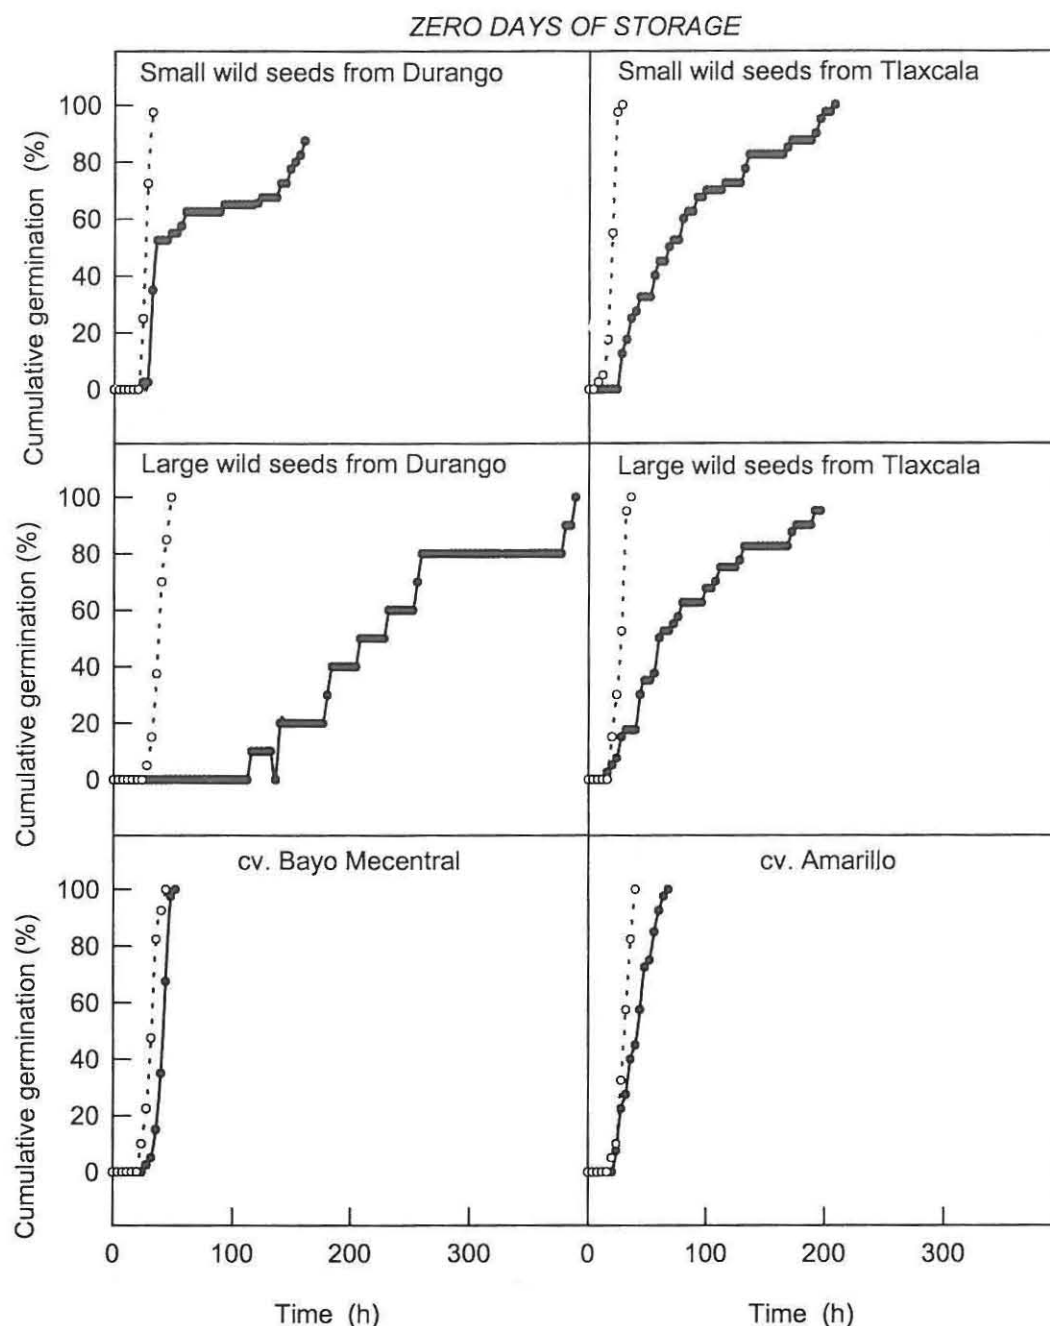 ZERO DAYS OF STORAGE
Small wild seeds from Durango
Small wild seeds from Tlaxcala
Cumulative germination (%)
100
80
60
40
20
0
Large wild seeds from Durango
Large wild seeds from Tlaxcala
Cumulative germination (%)
100
80
60
40
20
0
cv. Bayo Mecentral
cv. Amarillo
Cumulative germination (%)
100
80
60
40
20
0
0 100 200 300 0 100 200 300
Time (h) Time (h)